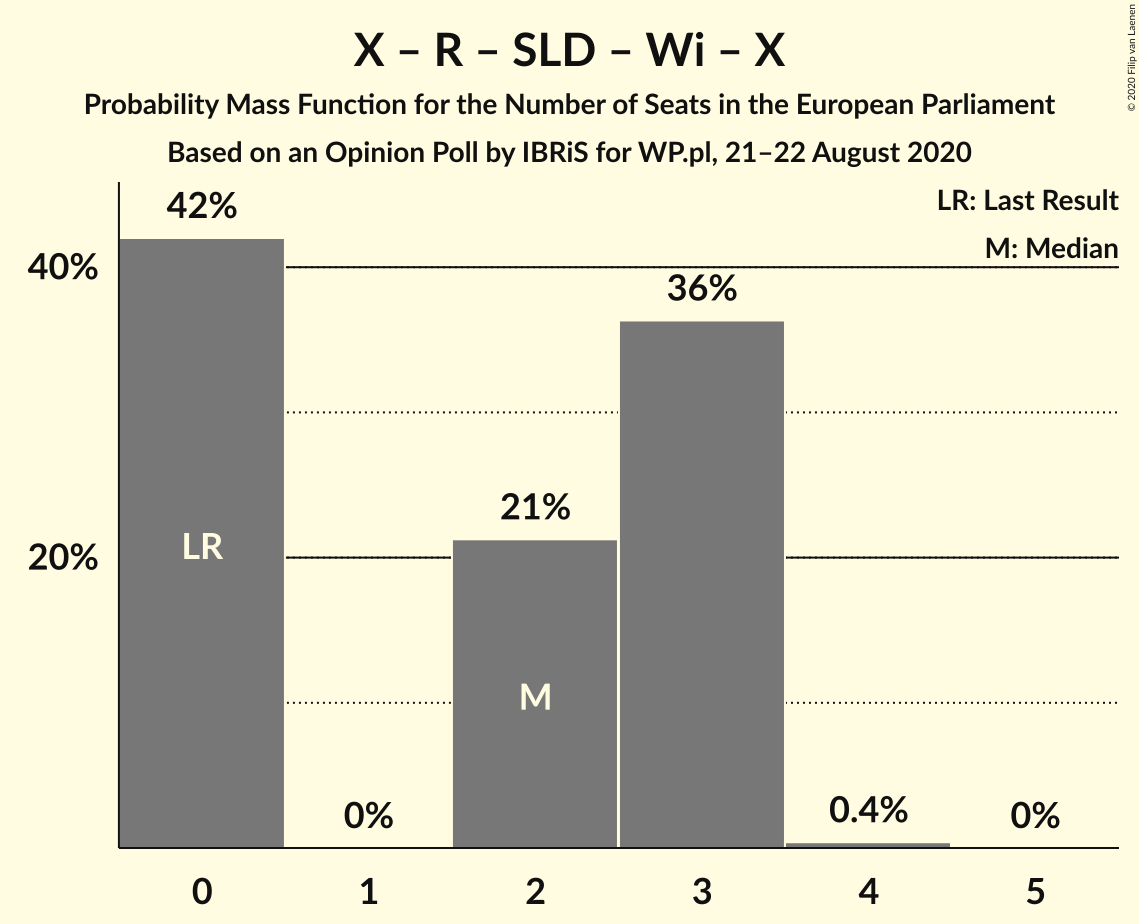 X – R – SLD – Wi – X
Probability Mass Function for the Number of Seats in the European Parliament
Based on an Opinion Poll by IBRiS for WP.pl, 21–22 August 2020
© 2020 Filip van Laenen
LR: Last Result
M: Median
42%
40%
36%
21%
20%
LR
M
0%
0.4%
0%
0 1 2 3 4 5